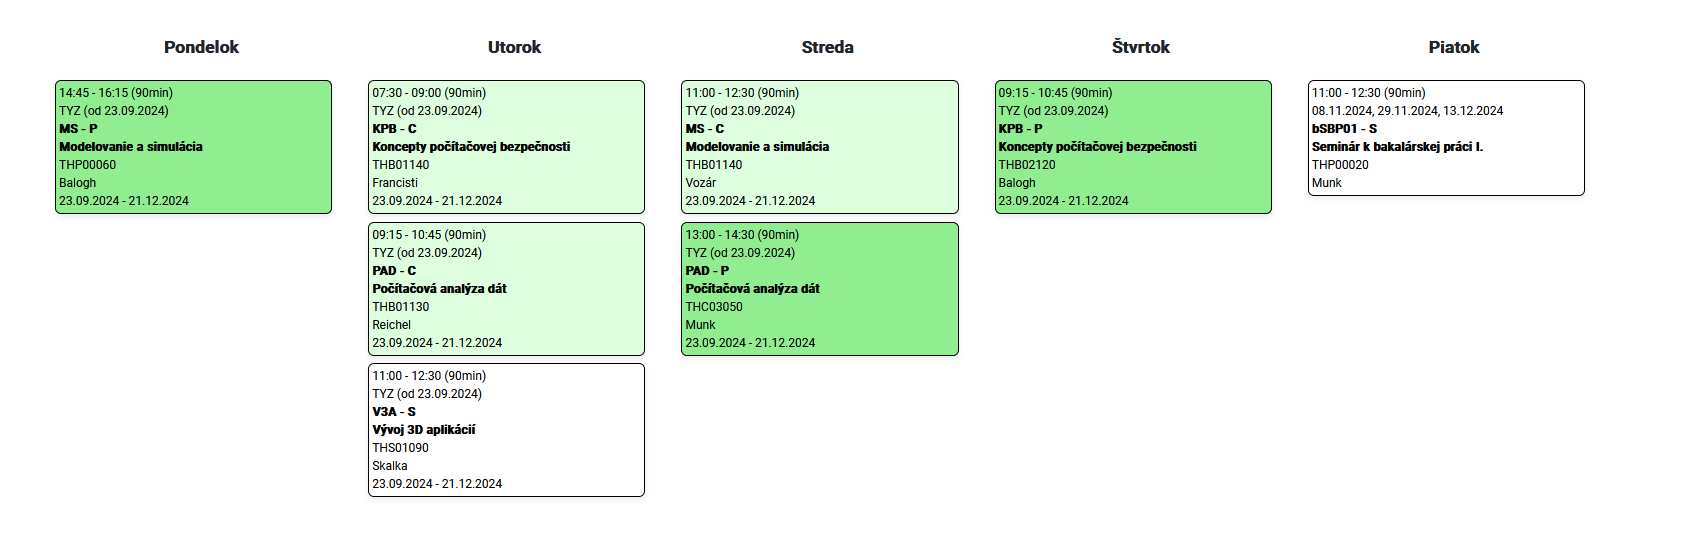 Pondelok
14:45 - 16:15 (90min)
TYZ (od 23.09.2024)
MS - P
Modelovanie a simulácia
THP00060
Balogh
23.09.2024 - 21.12.2024
Utorok
07:30 - 09:00 (90min)
TYZ (od 23.09.2024)
KPB - C
Koncepty počítačovej bezpečnosti
THB01140
Francisti
23.09.2024 - 21.12.2024
09:15 - 10:45 (90min)
TYZ (od 23.09.2024)
PAD - C
Počítačová analýza dát
THB01130
Reichel
23.09.2024 - 21.12.2024
11:00 - 12:30 (90min)
TYZ (od 23.09.2024)
V3A - S
Vývoj 3D aplikácií
THS01090
Skalka
23.09.2024 - 21.12.2024
Streda
11:00 - 12:30 (90min)
TYZ (od 23.09.2024)
MS - C
Modelovanie a simulácia
THB01140
Vozár
23.09.2024 - 21.12.2024
13:00 - 14:30 (90min)
TYZ (od 23.09.2024)
PAD - P
Počítačová analýza dát
THC03050
Munk
23.09.2024 - 21.12.2024
Štvrtok
09:15 - 10:45 (90min)
TYZ (od 23.09.2024)
KPB - P
Koncepty počítačovej bezpečnosti
THB02120
Balogh
23.09.2024 - 21.12.2024
Piatok
11:00 - 12:30 (90min)
08.11.2024, 29.11.2024, 13.12.2024
bSBP01 - S
Seminár k bakalárskej práci I.
THP00020
Munk